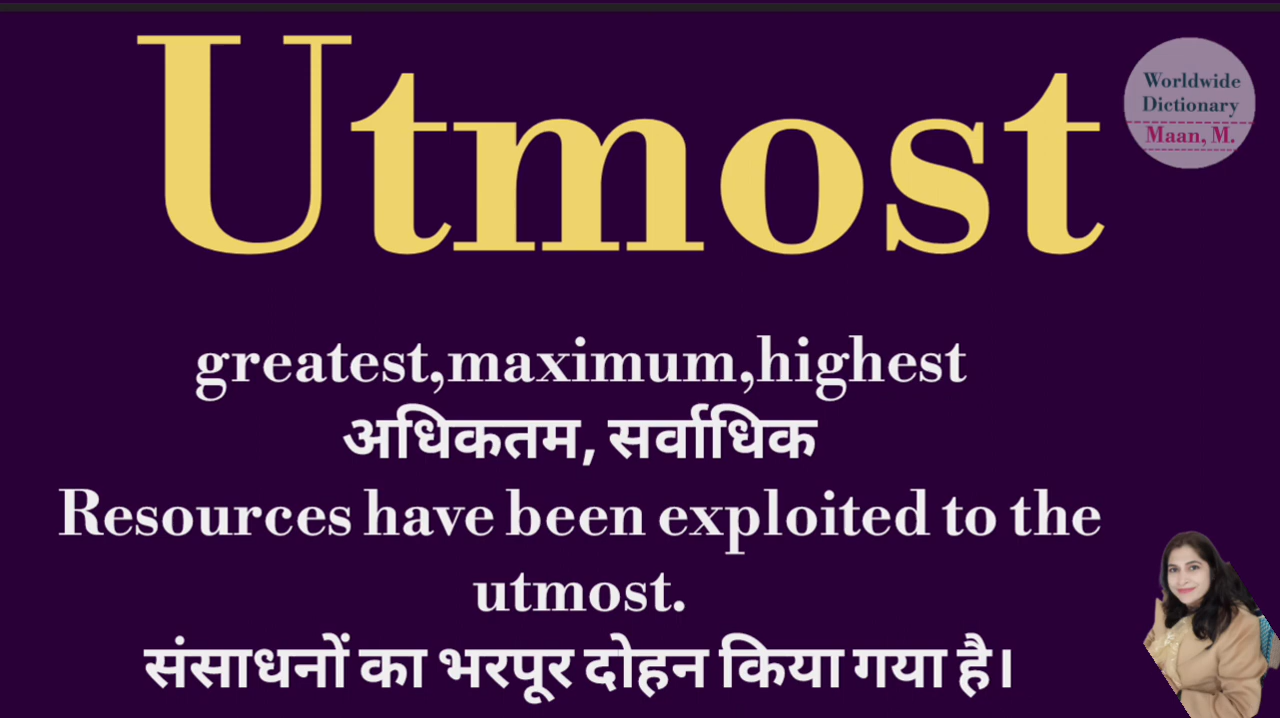 Utmost
Worldwide
Dictionary
Maan, M.
greatest,maximum,highest
अधिकतम, सर्वाधिक
Resources have been exploited to the
utmost.
संसाधनों का भरपूर दोहन किया गया है।